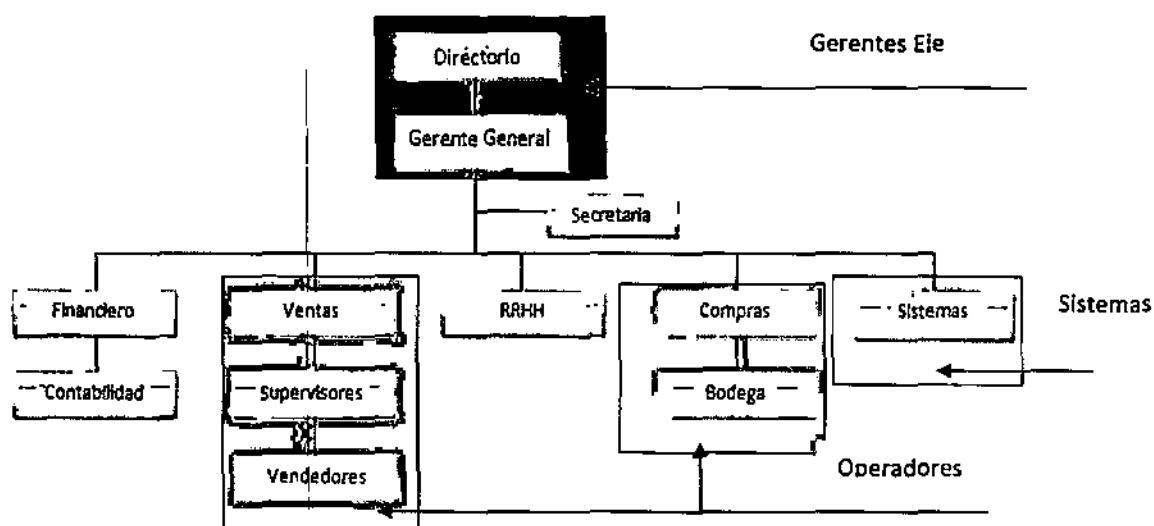 Directorio
Gerentes Eje
Gerente General
Secretaria
Financiero
Ventas
RRHH
Compras
Sistemas
Sistemas
Contabilidad
Supervisores
Bodega
Vendedores
Operadores